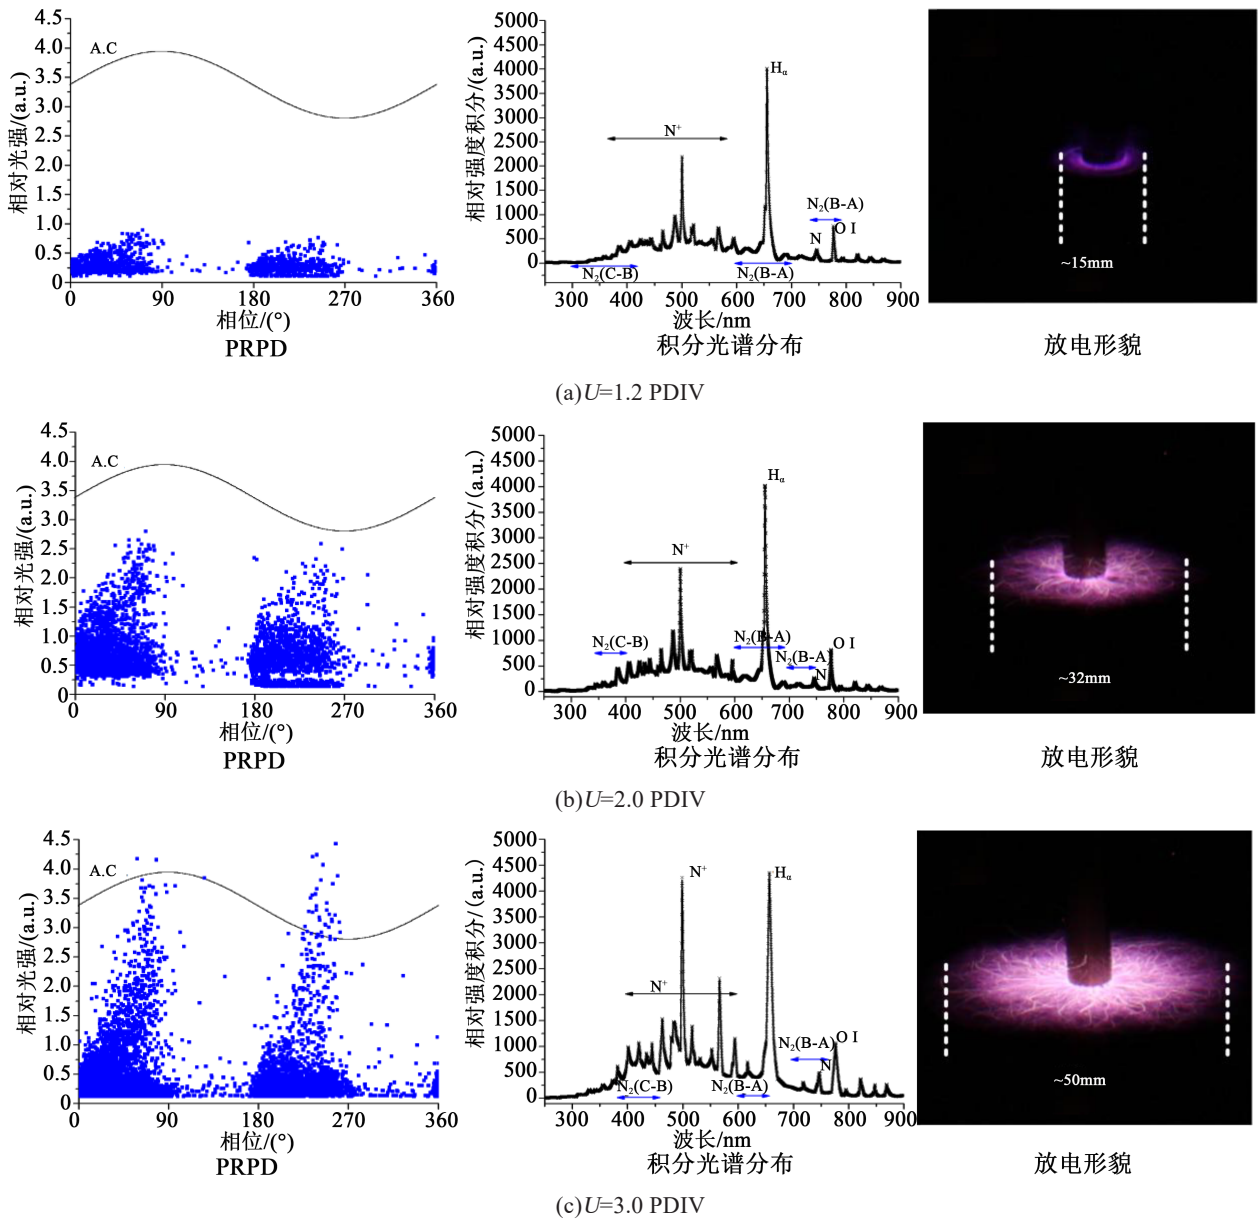 4.5
4.0
3.5
3.0
2.5
2.0
1.5
1.0
0.5
0
相对光强/(a.u.)
A.C
0 90 180 270 360
相位/(°)
PRPD
5000
4500
4000
3500
3000
2500
2000
1500
1000
500
0
相对强度积分/(a.u.)
Hα
N⁺
N₂(B-A)
O I
N
N₂(C-B)
N₂(B-A)
300 400 500 600 700 800 900
波长/nm
积分光谱分布
~15mm
放电形貌
(a)U=1.2 PDIV
4.5
4.0
3.5
3.0
2.5
2.0
1.5
1.0
0.5
0
相对光强/(a.u.)
A.C
0 90 180 270 360
相位/(°)
PRPD
5000
4500
4000
3500
3000
2500
2000
1500
1000
500
0
相对强度积分/(a.u.)
Hα
N⁺
N₂(C-B)
N₂(B-A)
O I
N₂(B-A)
N
300 400 500 600 700 800 900
波长/nm
积分光谱分布
~32mm
放电形貌
(b)U=2.0 PDIV
4.5
4.0
3.5
3.0
2.5
2.0
1.5
1.0
0.5
0
相对光强/(a.u.)
A.C
0 90 180 270 360
相位/(°)
PRPD
5000
4500
4000
3500
3000
2500
2000
1500
1000
500
0
相对强度积分/(a.u.)
N⁺
Hα
N⁺
N₂(B-A)
O I
N
N₂(C-B)
N₂(B-A)
300 400 500 600 700 800 900
波长/nm
积分光谱分布
~50mm
放电形貌
(c)U=3.0 PDIV